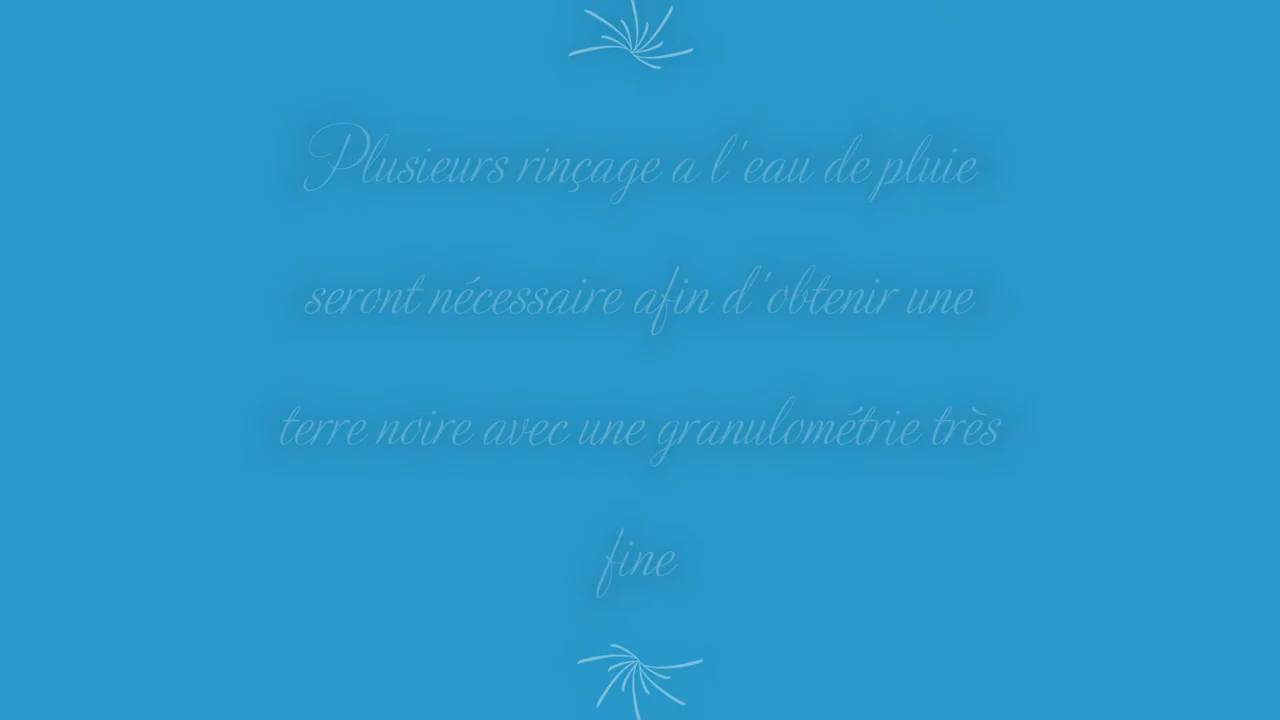 Plusieurs rinçage a l'eau de pluie
seront nécessaire afin d'obtenir une
terre noire avec une granulométrie très
fine